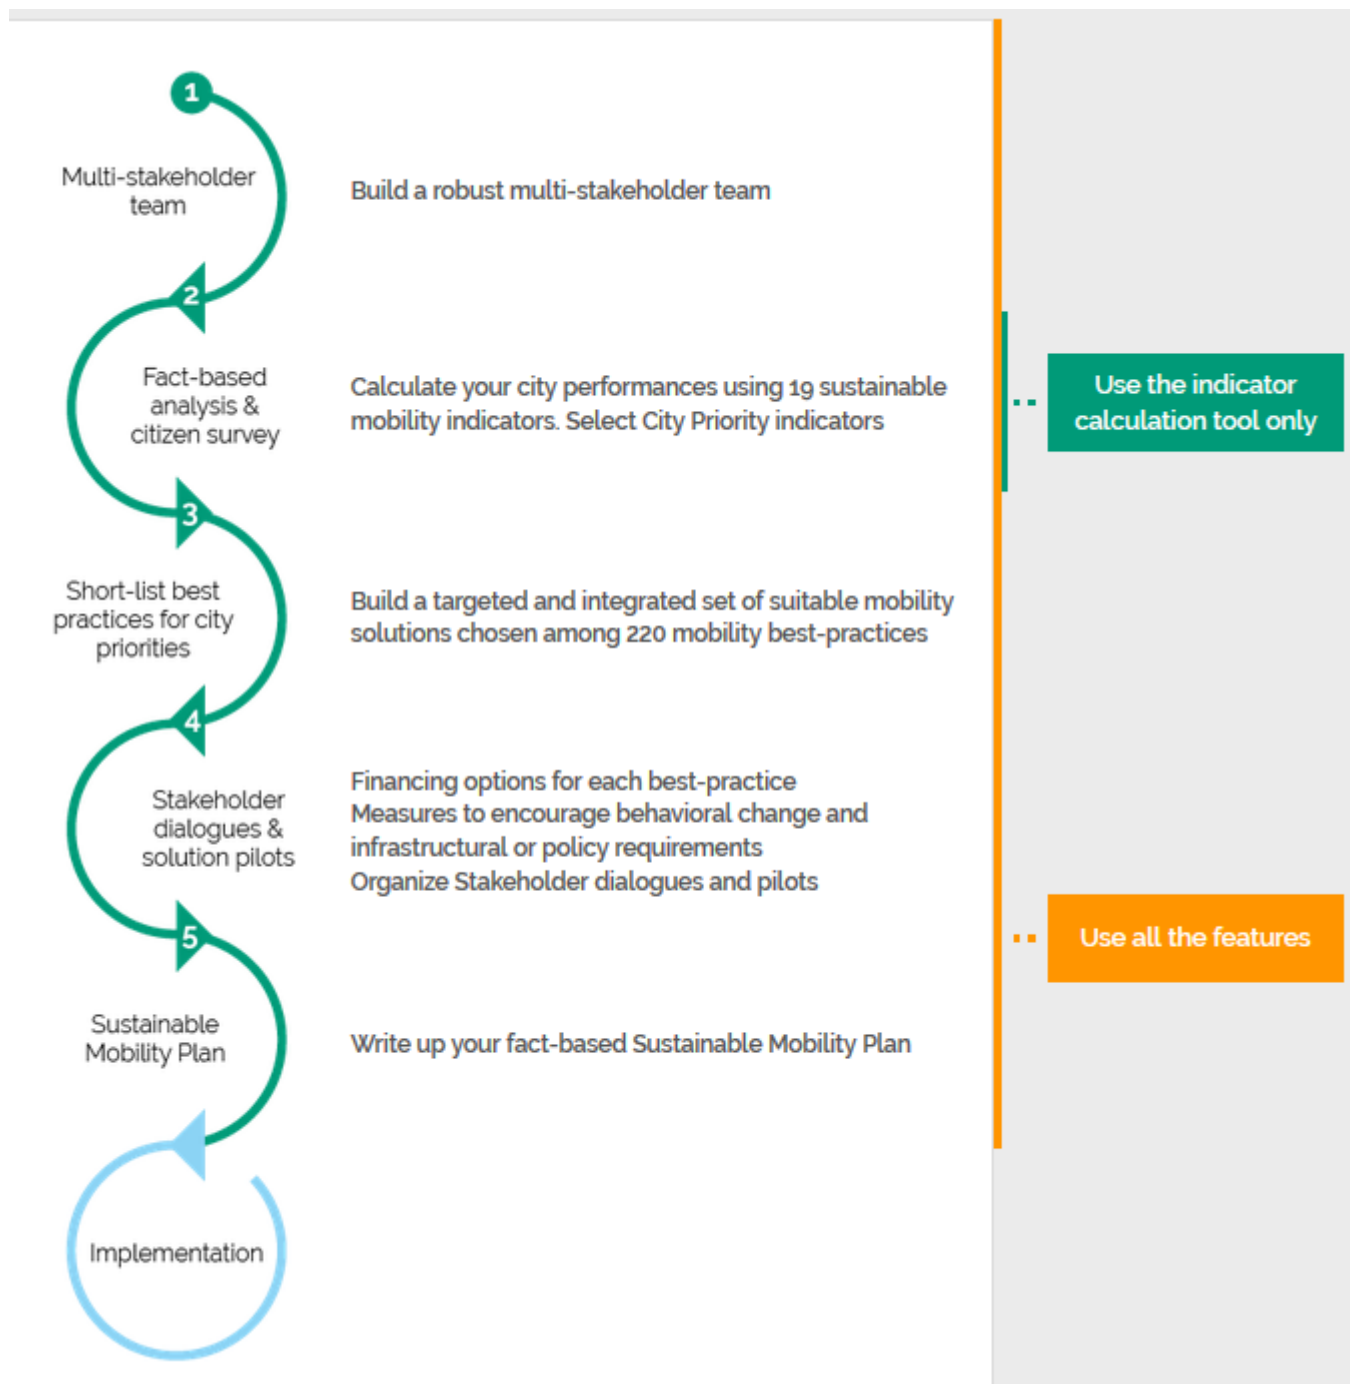 1
Multi-stakeholder
team
Build a robust multi-stakeholder team
2
Fact-based
analysis &
citizen survey
Calculate your city performances using 19 sustainable
mobility indicators. Select City Priority indicators
Use the indicator
calculation tool only
3
Short-list best
practices for city
priorities
Build a targeted and integrated set of suitable mobility
solutions chosen among 220 mobility best-practices
4
Stakeholder
dialogues &
solution pilots
Financing options for each best-practice
Measures to encourage behavioral change and
infrastructural or policy requirements
Organize Stakeholder dialogues and pilots
5
Use all the features
Sustainable
Mobility Plan
Write up your fact-based Sustainable Mobility Plan
Implementation